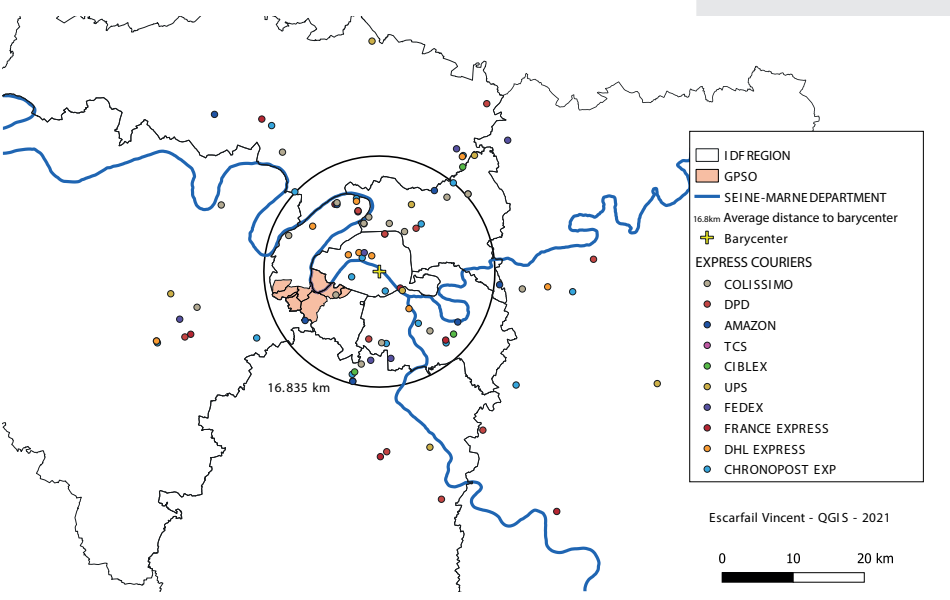 IDF REGION
GPSO
SEINE-MARNE DEPARTMENT
16.8km Average distance to barycenter
Barycenter
EXPRESS COURIERS
COLISSIMO
DPD
AMAZON
TCS
CIBLEX
UPS
FEDEX
FRANCE EXPRESS
DHL EXPRESS
CHRONOPOST EXP
16.835 km
Escarfail Vincent - QGIS - 2021
0 10 20 km